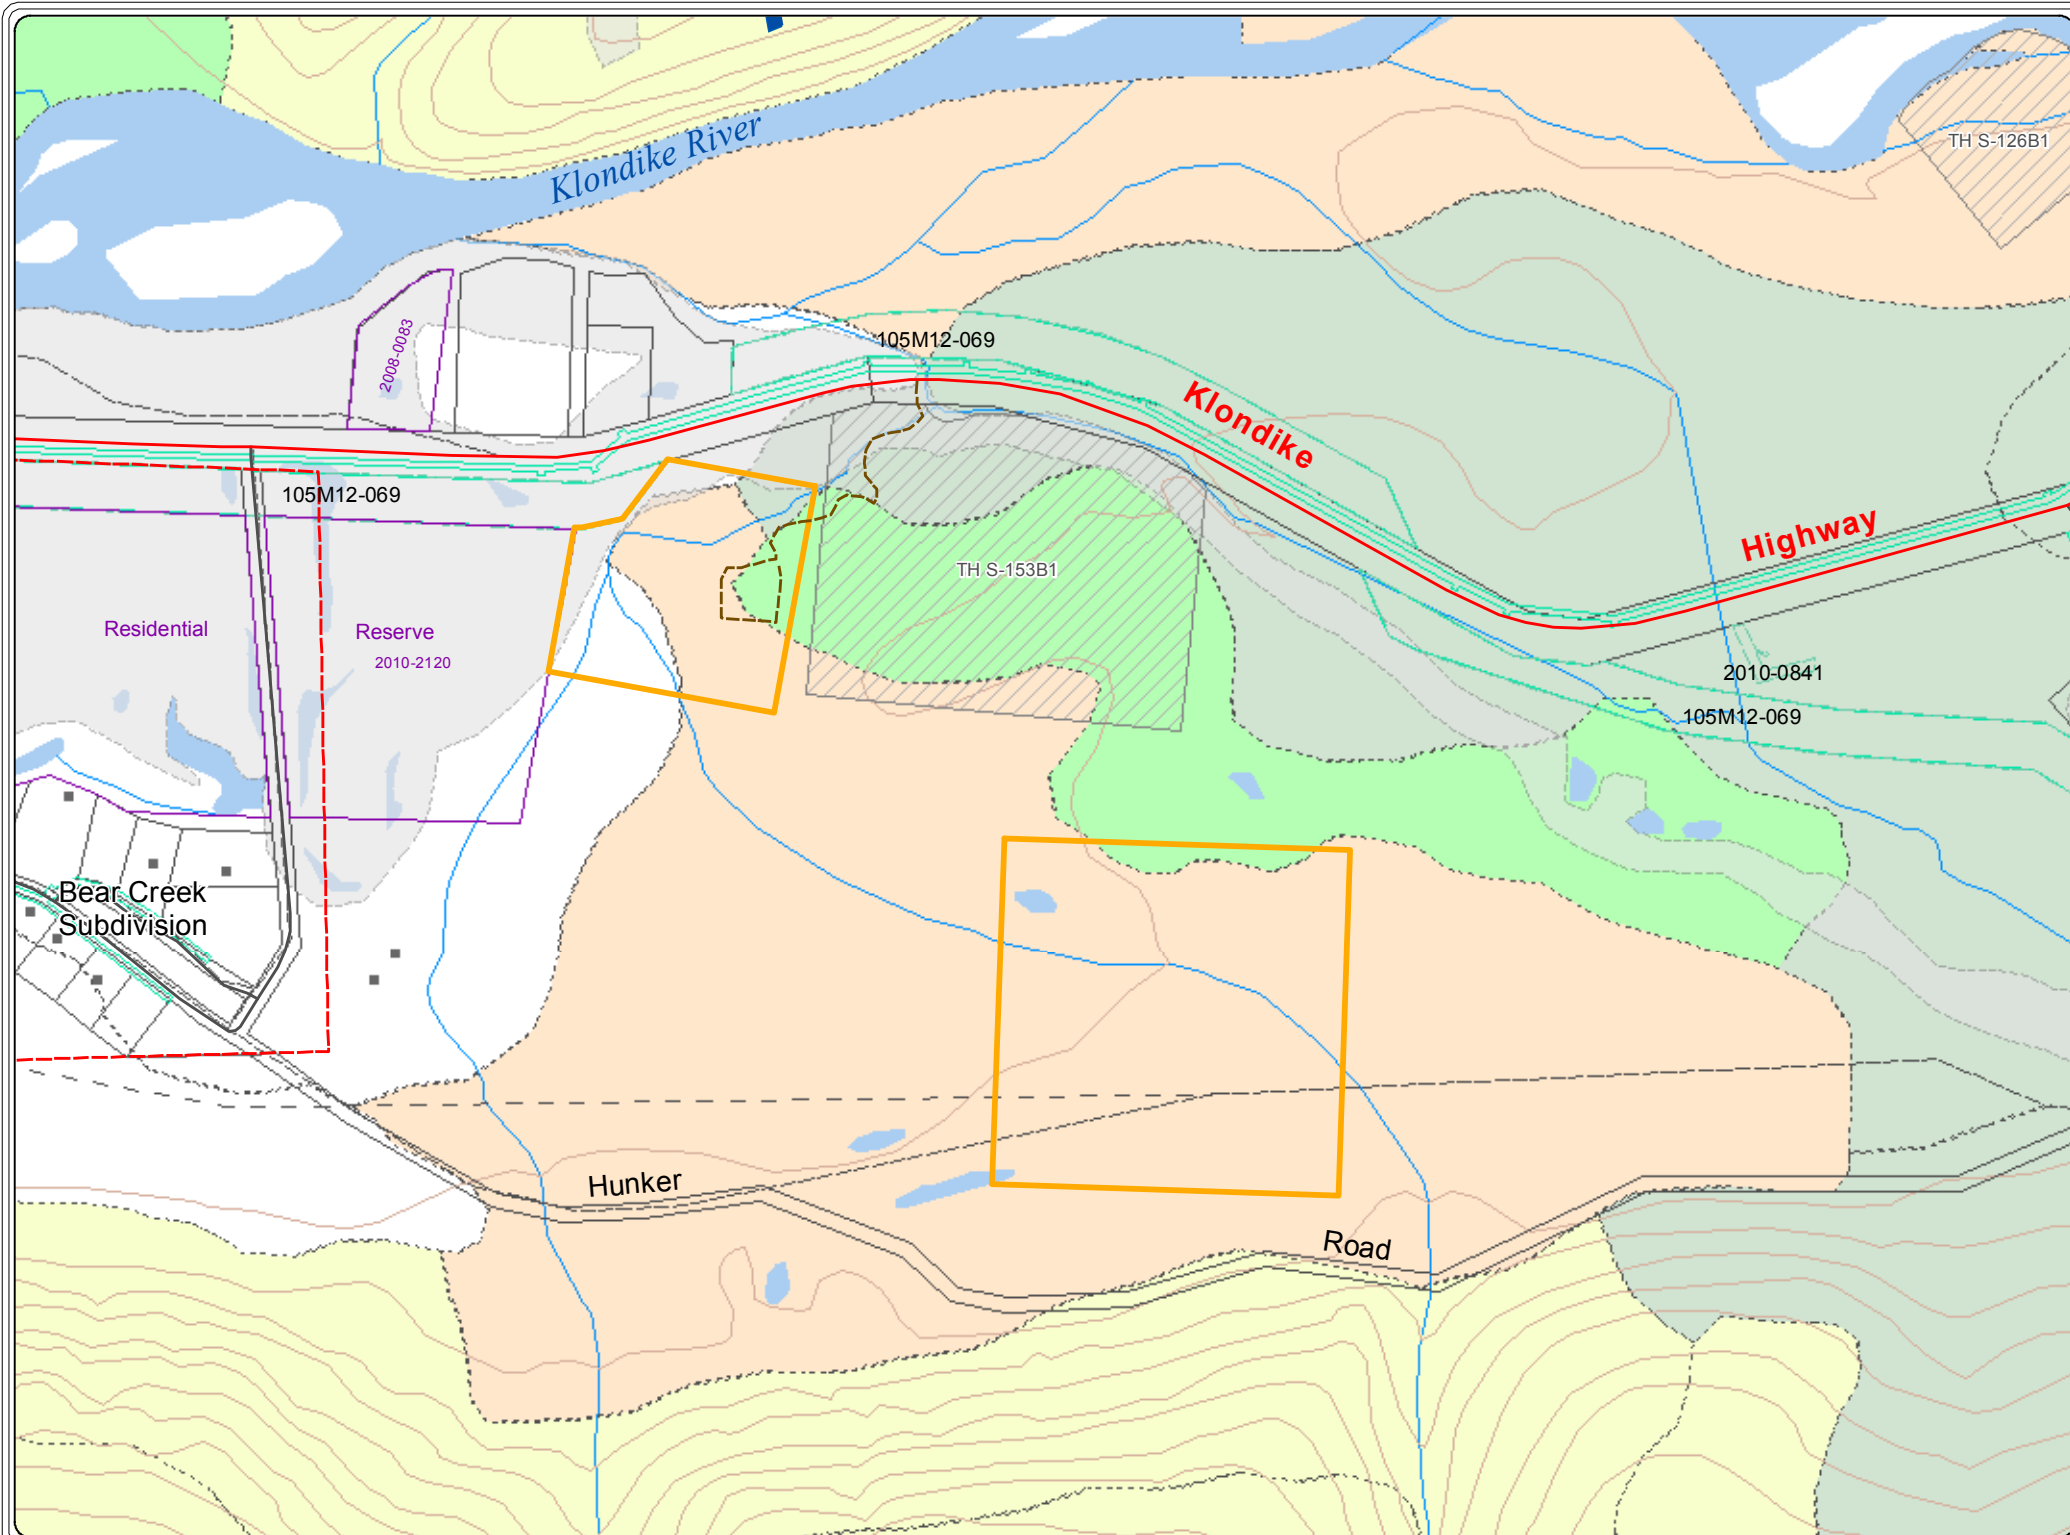 Klondike River
TH S-126B1
2008-0083
105M12-069
Klondike
105M12-069
Highway
TH S-153B1
Residential
Reserve
2010-2120
2010-0841
105M12-069
Bear Creek
Subdivision
Hunker
Road